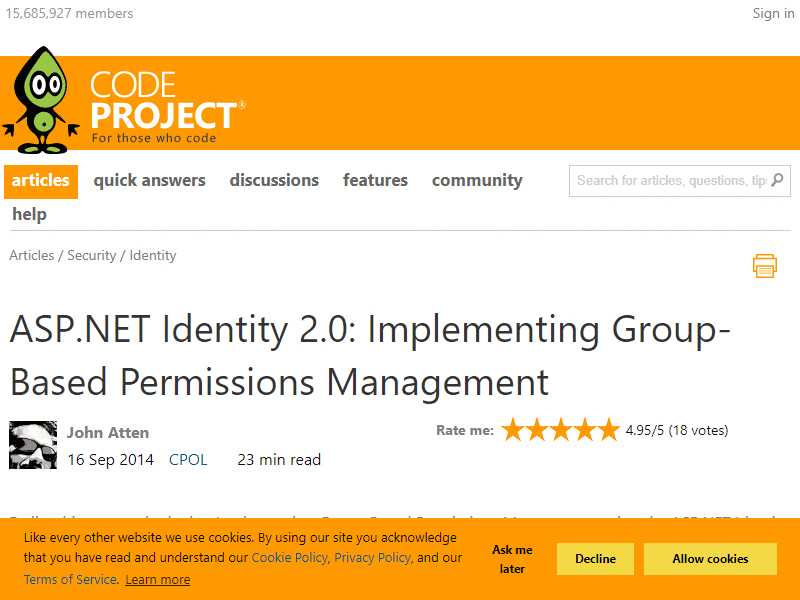 15,685,927 members
Sign in
CODE
PROJECT®
For those who code
articles quick answers discussions features community
Search for articles, questions, tips
help
Articles / Security / Identity
ASP.NET Identity 2.0: Implementing Group-
Based Permissions Management
John Atten
Rate me: 4.95/5 (18 votes)
16 Sep 2014 CPOL 23 min read
Like every other website we use cookies. By using our site you acknowledge
that you have read and understand our Cookie Policy, Privacy Policy, and our
Terms of Service. Learn more
Ask me
later
Decline
Allow cookies